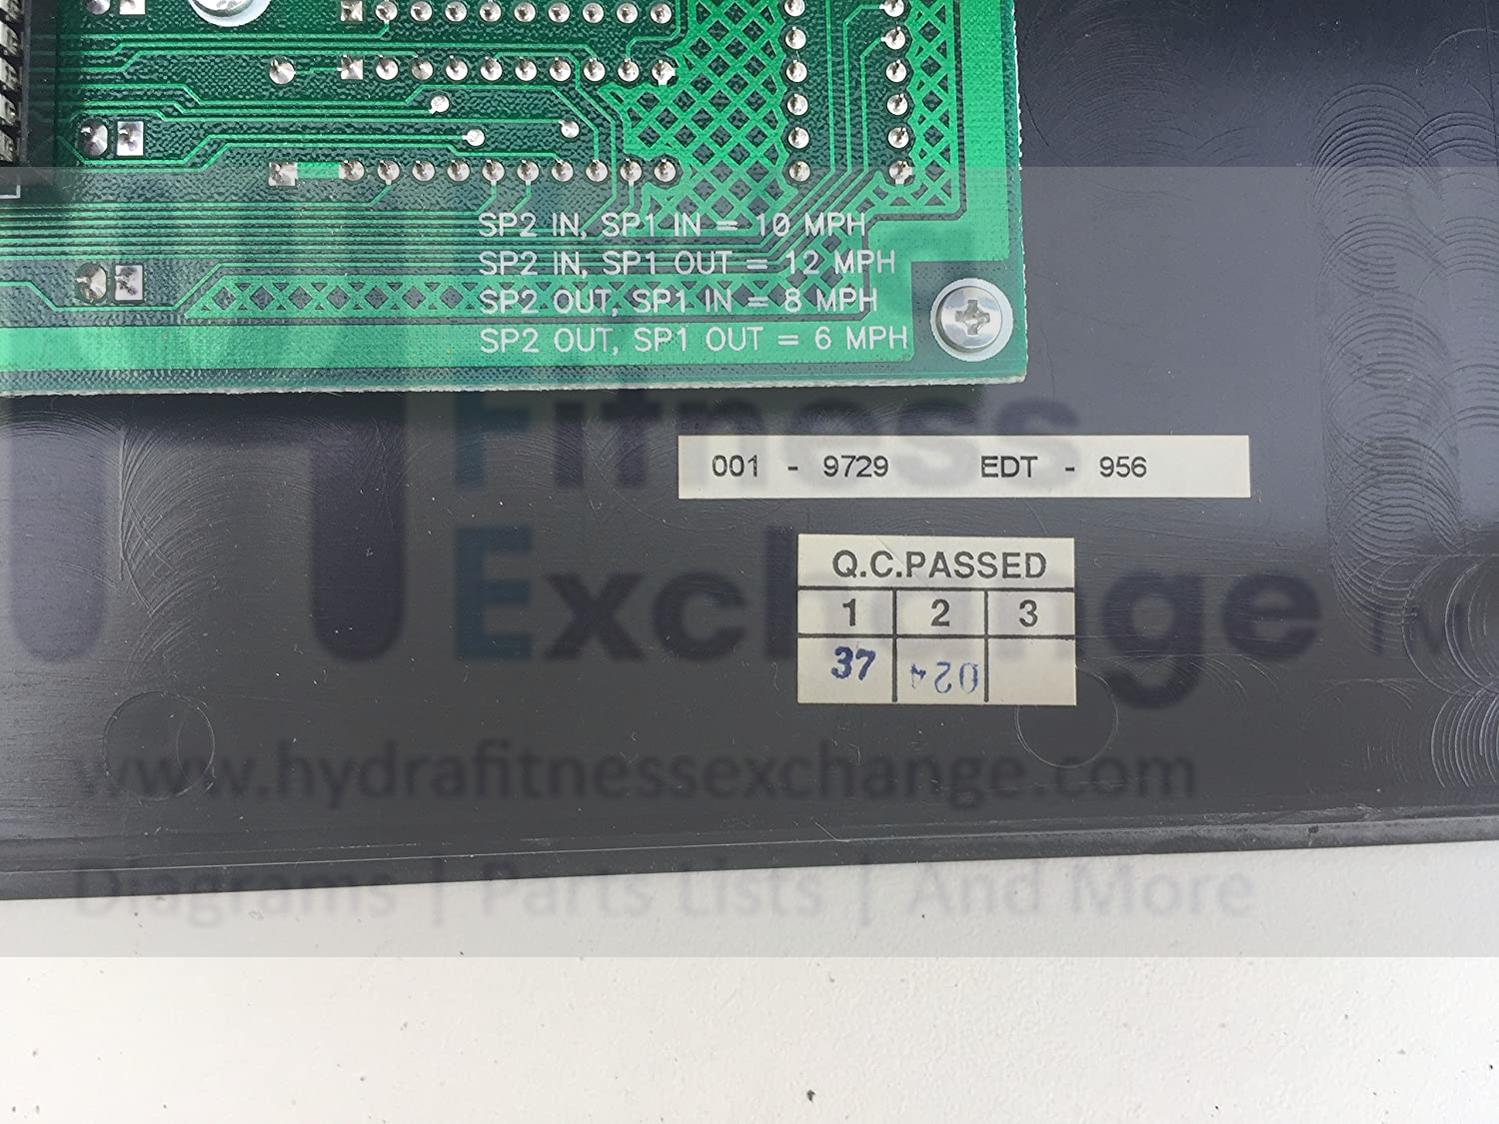 SP2 IN, SP1 IN = 10 MPH
SP2 IN, SP1 OUT = 12 MPH
SP2 OUT, SP1 IN = 8 MPH
SP2 OUT, SP1 OUT = 6 MPH
Fitness
001 - 9729 EDT - 956
Exchange TM
Q.C.PASSED
1 2 3
37 024
www.hydrafitnessexchange.com
Diagrams | Parts Lists | And More